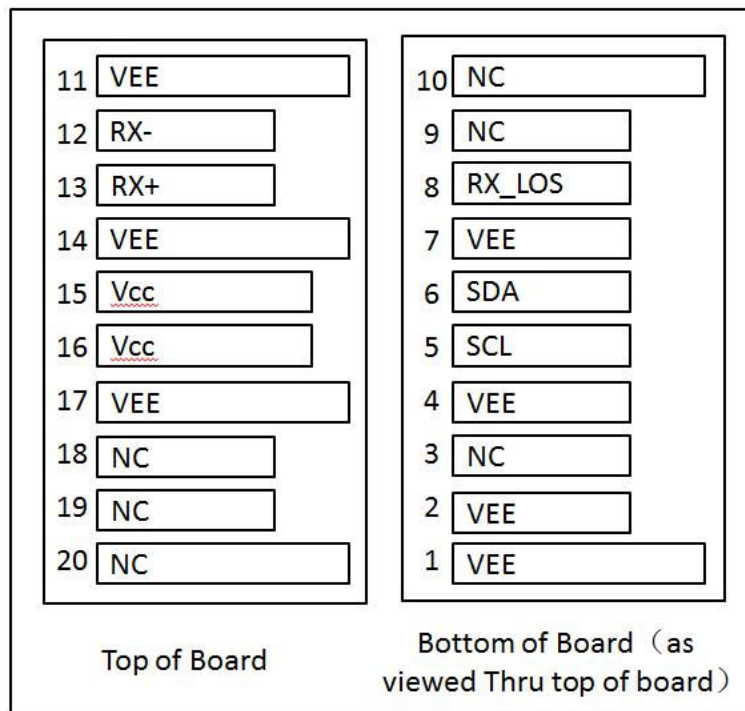 11 VEE
12 RX-
13 RX+
14 VEE
15 Vcc
16 Vcc
17 VEE
18 NC
19 NC
20 NC
Top of Board
10 NC
9 NC
8 RX_LOS
7 VEE
6 SDA
5 SCL
4 VEE
3 NC
2 VEE
1 VEE
Bottom of Board（as
viewed Thru top of board）